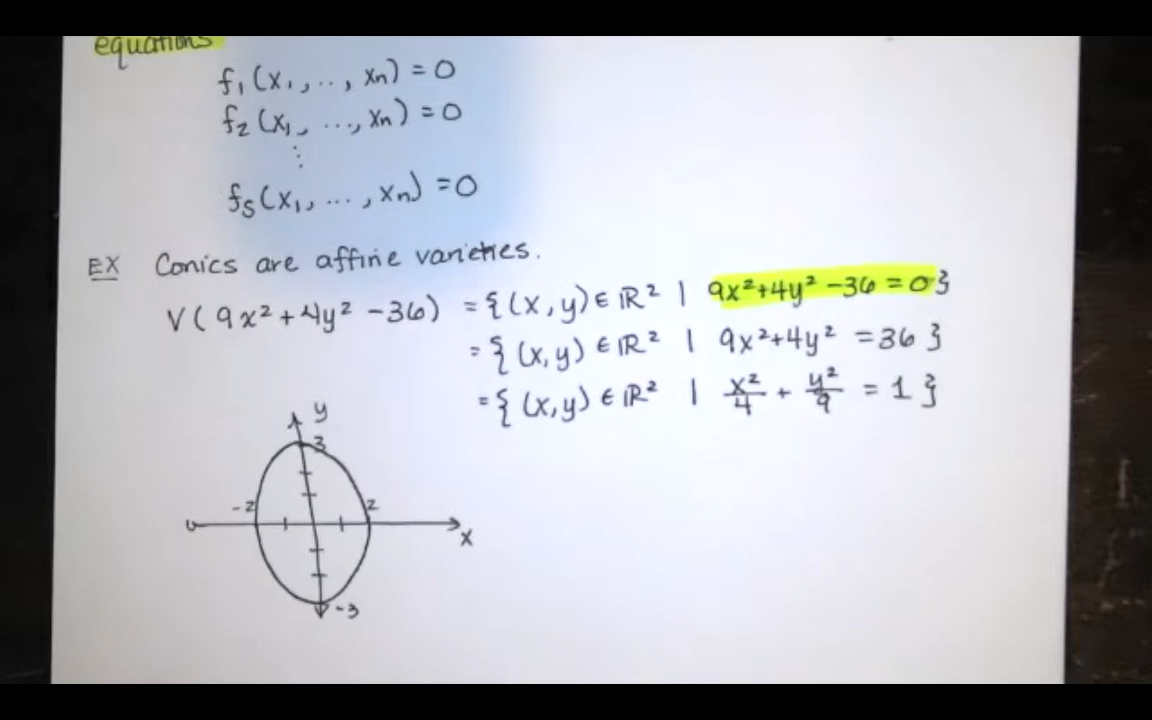 equations
f₁(x₁, .., xn) = 0
f₂(x₁, ..., xn) = 0
⋮
fs(x₁, ..., xn) = 0
EX Conics are affine varieties.
V(9x²+4y²-36) = {(x,y) ∈ ℝ² | 9x²+4y²-36 = 0}
= {(x,y) ∈ ℝ² | 9x²+4y² = 36}
= {(x,y) ∈ ℝ² | x²/4 + y²/9 = 1}
y
3
-2 2
x
-3